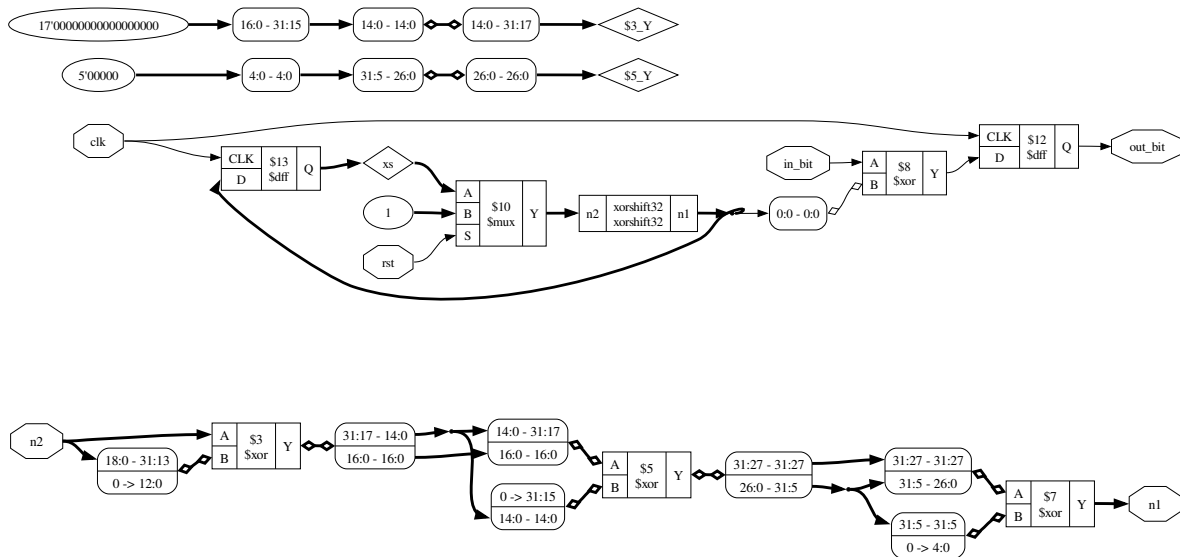 17'00000000000000000
16:0 - 31:15
14:0 - 14:0
14:0 - 31:17
$3_Y
5'00000
4:0 - 4:0
31:5 - 26:0
26:0 - 26:0
$5_Y
clk
CLK
D
$13
$dff
Q
xs
1
rst
A
B
S
$10
$mux
Y
n2
xorshift32
xorshift32
n1
0:0 - 0:0
in_bit
A
B
$8
$xor
Y
CLK
D
$12
$dff
Q
out_bit
n2
18:0 - 31:13
0 -> 12:0
A
B
$3
$xor
Y
31:17 - 14:0
16:0 - 16:0
14:0 - 31:17
16:0 - 16:0
0 -> 31:15
14:0 - 14:0
A
B
$5
$xor
Y
31:27 - 31:27
26:0 - 31:5
31:27 - 31:27
31:5 - 26:0
31:5 - 31:5
0 -> 4:0
A
B
$7
$xor
Y
n1